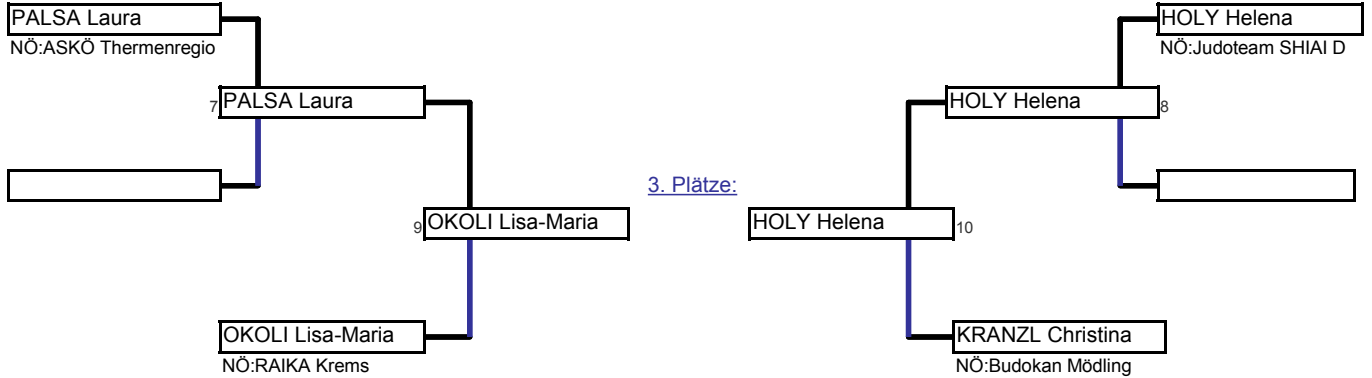 PALSA Laura
NÖ:ASKÖ Thermenregio
7 PALSA Laura
9 OKOLI Lisa-Maria
OKOLI Lisa-Maria
NÖ:RAIKA Krems
3. Plätze:
HOLY Helena
NÖ:Judoteam SHIAI D
HOLY Helena 8
HOLY Helena 10
KRANZL Christina
NÖ:Budokan Mödling